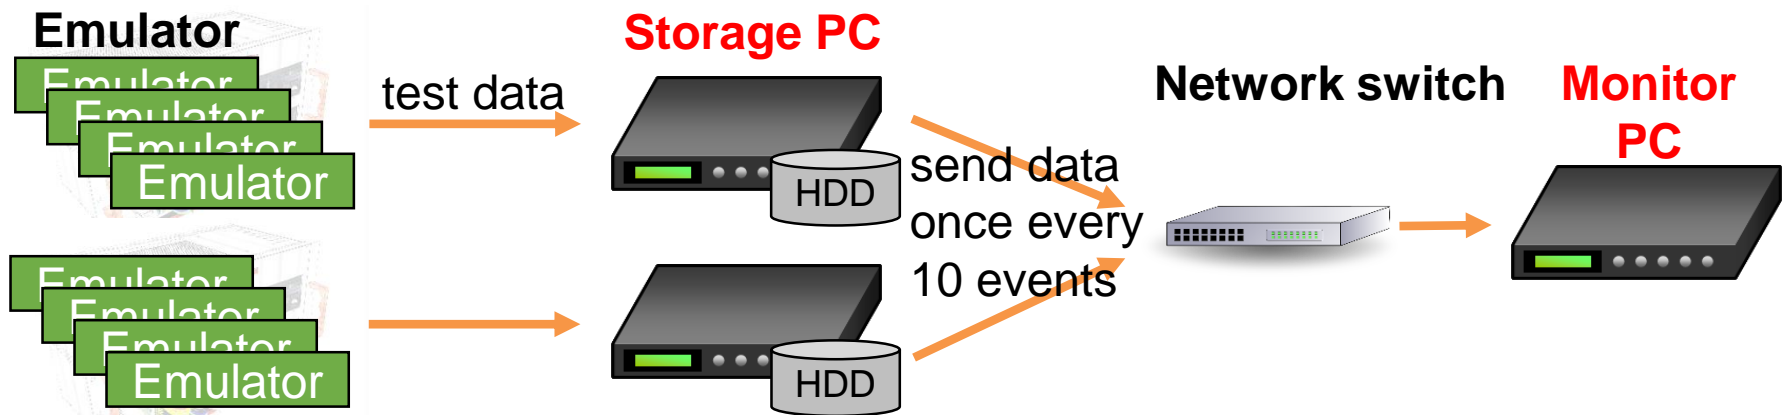 Emulator
Emulator
Emulator
Emulator
Emulator
test data
Storage PC
HDD
send data
once every
10 events
Network switch
Monitor
PC
Emulator
Emulator
Emulator
Emulator
HDD